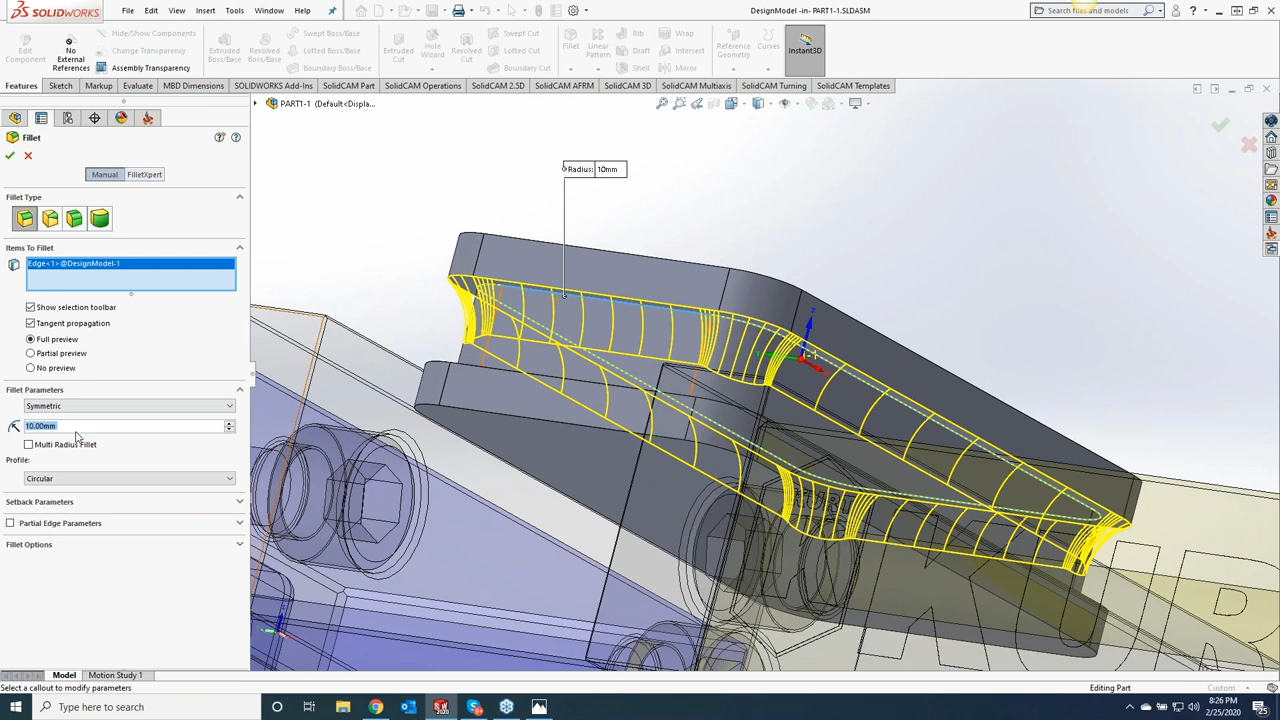 SOLIDWORKS File Edit View Insert Tools Window Help DesignModel -in- PART1-1.SLDASM Search files and models
Edit Component
No External References
Hide/Show Components
Change Transparency
Assembly Transparency
Extruded Boss/Base
Revolved Boss/Base
Swept Boss/Base
Lofted Boss/Base
Boundary Boss/Base
Extruded Cut
Hole Wizard
Revolved Cut
Swept Cut
Lofted Cut
Boundary Cut
Fillet
Linear Pattern
Rib
Draft
Shell
Wrap
Intersect
Mirror
Reference Geometry
Curves
Instant3D
Features Sketch Markup Evaluate MBD Dimensions SOLIDWORKS Add-Ins SolidCAM Part SolidCAM Operations SolidCAM 2.5D SolidCAM AFRM SolidCAM 3D SolidCAM Multiaxis SolidCAM Turning SolidCAM Templates
PART1-1 (Default<Displa...
Fillet
Manual FilletXpert
Fillet Type
Items To Fillet
Edge<1>@DesignModel-1
Show selection toolbar
Tangent propagation
Full preview
Partial preview
No preview
Fillet Parameters
Symmetric
10.00mm
Multi Radius Fillet
Profile:
Circular
Setback Parameters
Partial Edge Parameters
Fillet Options
Radius: 10mm
Model Motion Study 1
Select a callout to modify parameters Editing Part Custom
Type here to search
8:26 PM
2/25/2020
25